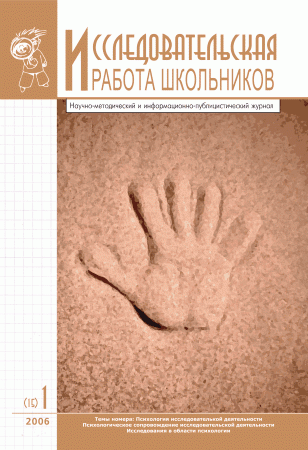 Исследовательская
работа школьников
Научно-методический и информационно-публицистический журнал
(15) 1
2006
Темы номера: Психология исследовательской деятельности
Психологическое сопровождение исследовательской деятельности
Исследования в области психологии